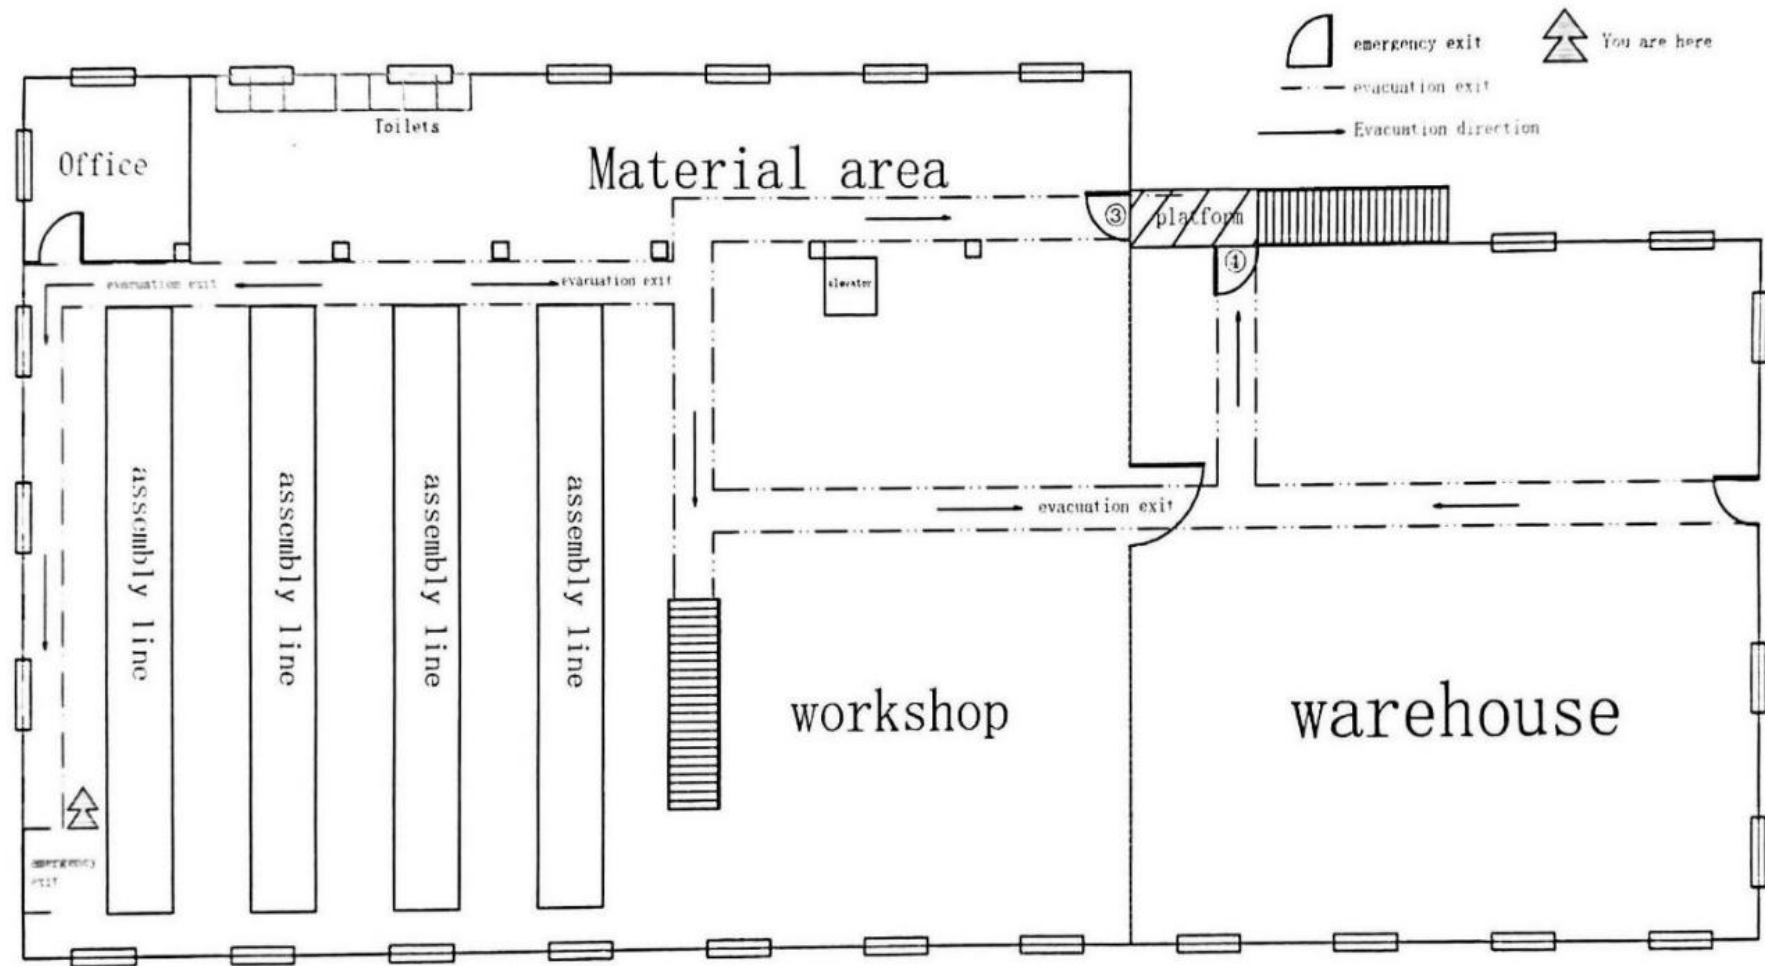 emergency exit
You are here
evacuation exit
Evacuation direction
Toilets
Office
Material area
③
platform
④
evacuation exit
evacuation exit
elevater
assembly line
assembly line
assembly line
assembly line
evacuation exit
workshop
warehouse
emergency
exit